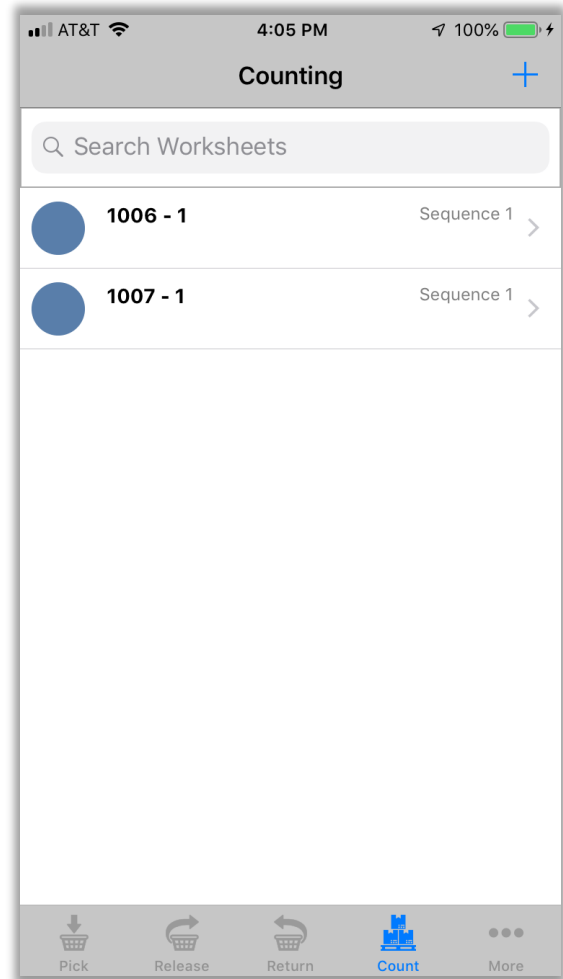 AT&T 4:05 PM 100%
Counting
Search Worksheets
1006 - 1 Sequence 1
1007 - 1 Sequence 1
Pick Release Return Count More